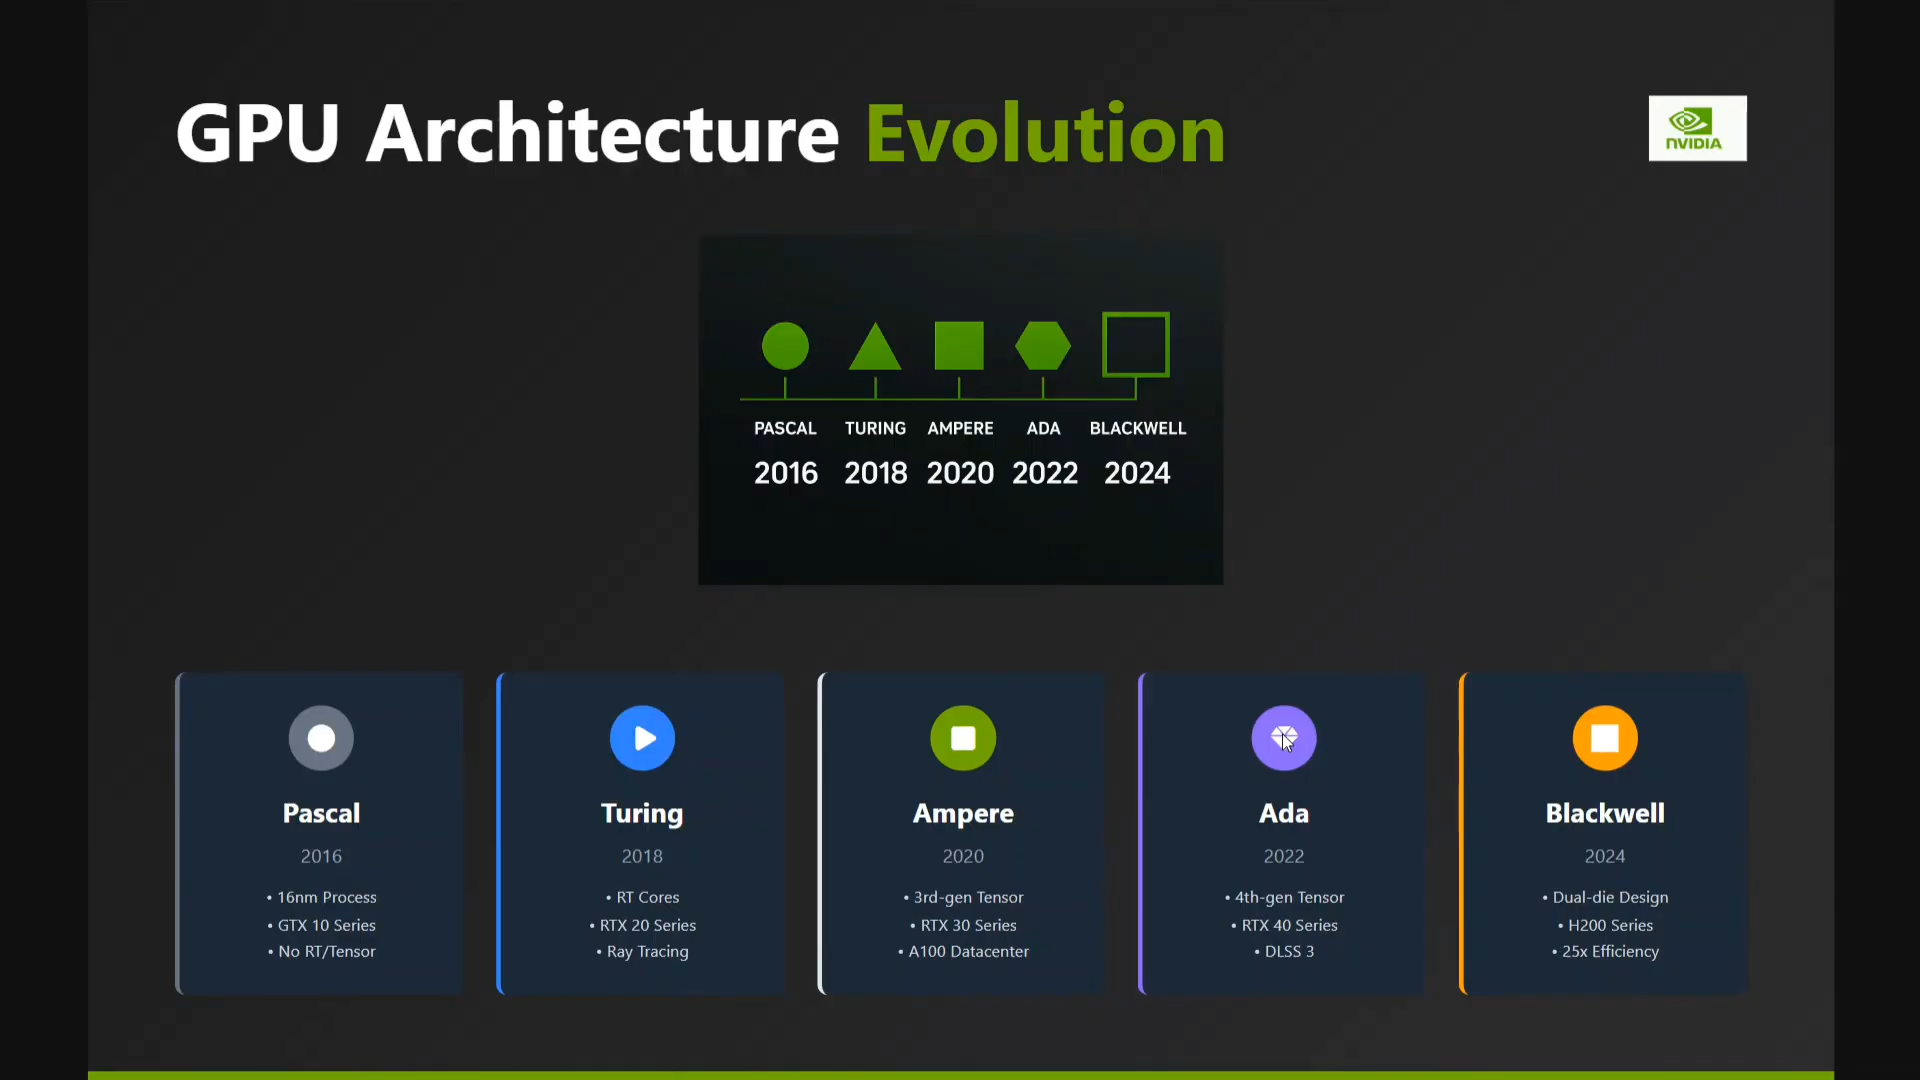 GPU Architecture Evolution
NVIDIA
PASCAL TURING AMPERE ADA BLACKWELL
2016 2018 2020 2022 2024
Pascal
2016
• 16nm Process
• GTX 10 Series
• No RT/Tensor
Turing
2018
• RT Cores
• RTX 20 Series
• Ray Tracing
Ampere
2020
• 3rd-gen Tensor
• RTX 30 Series
• A100 Datacenter
Ada
2022
• 4th-gen Tensor
• RTX 40 Series
• DLSS 3
Blackwell
2024
• Dual-die Design
• H200 Series
• 25x Efficiency